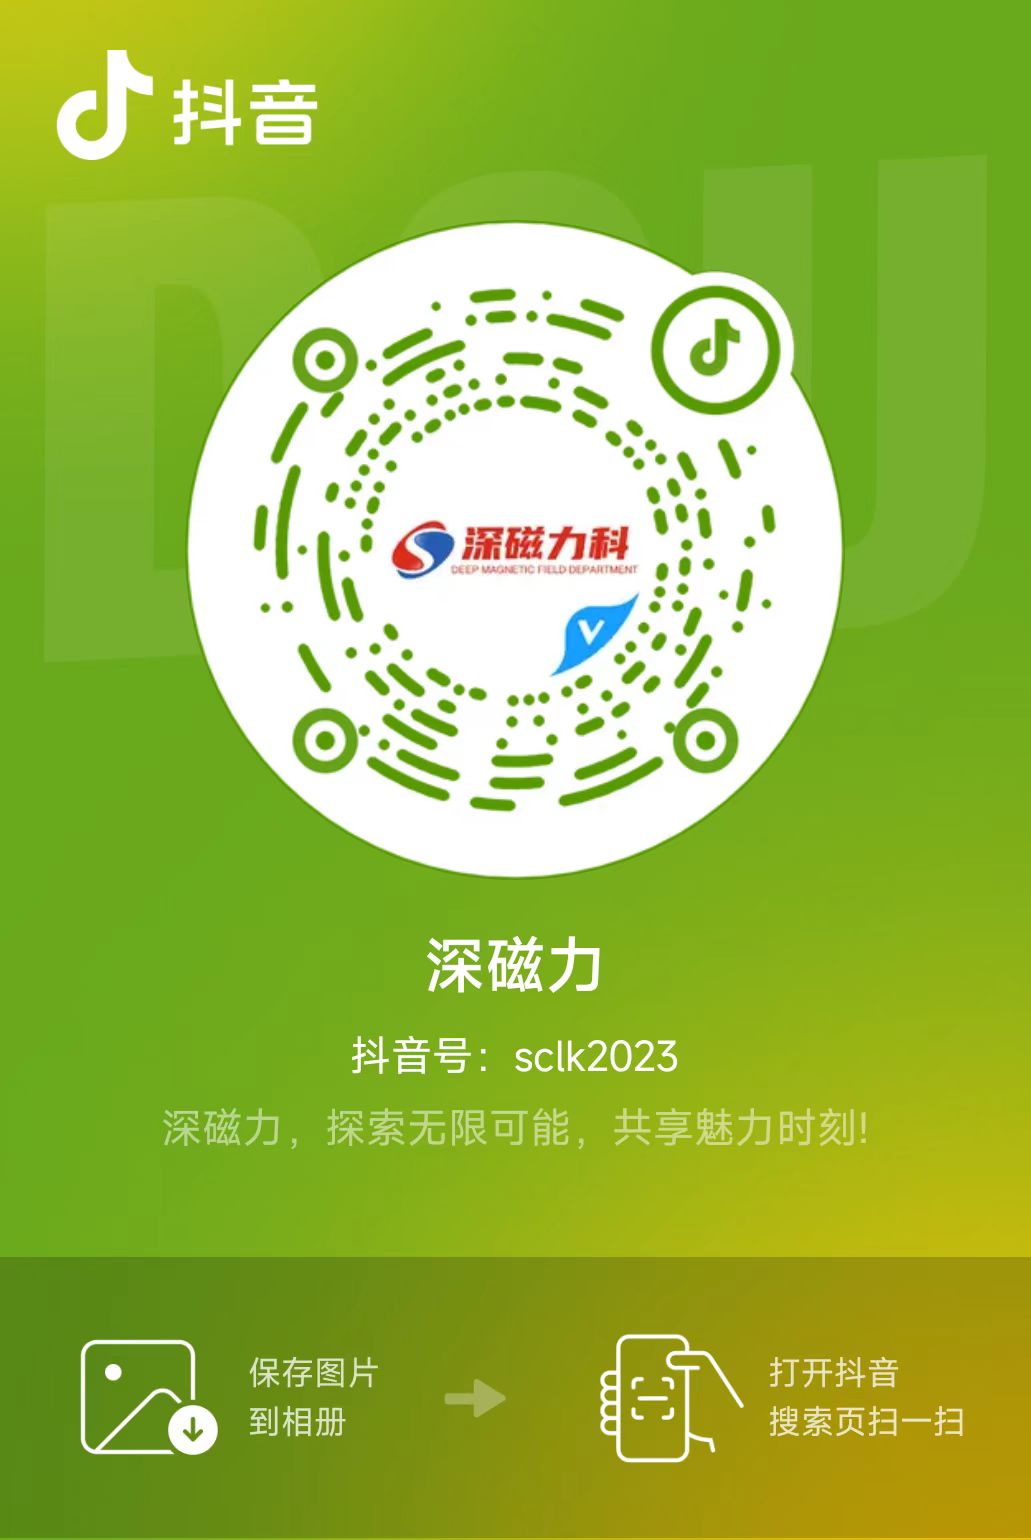 抖音
DOU
深磁力科
DEEP MAGNETIC FIELD DEPARTMENT
深磁力
抖音号：sclk2023
深磁力，探索无限可能，共享魅力时刻!
保存图片
到相册
打开抖音
搜索页扫一扫